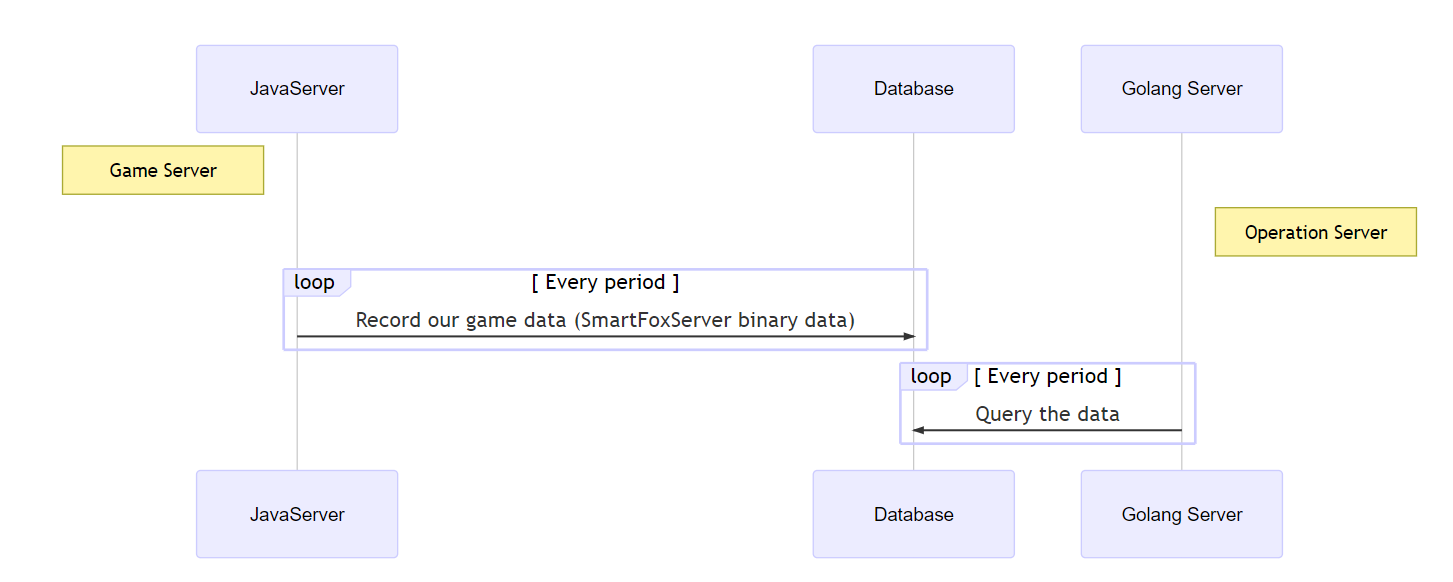 JavaServer
Database
Golang Server
Game Server
Operation Server
loop
[ Every period ]
Record our game data (SmartFoxServer binary data)
loop
[ Every period ]
Query the data
JavaServer
Database
Golang Server